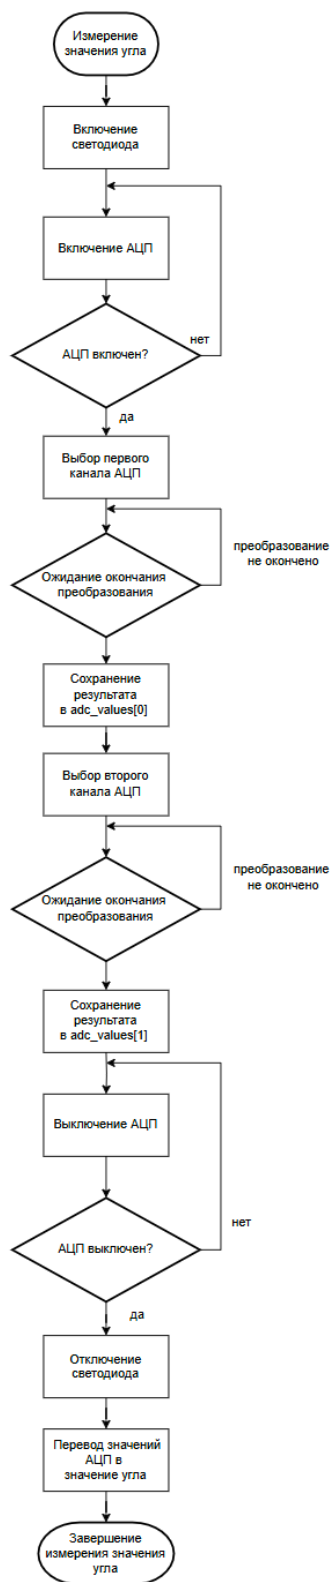 Измерение
значения угла
Включение
светодиода
Включение АЦП
АЦП включен?
нет
да
Выбор первого
канала АЦП
преобразование
не окончено
Ожидание окончания
преобразования
Сохранение
результата
в adc_values[0]
Выбор второго
канала АЦП
преобразование
не окончено
Ожидание окончания
преобразования
Сохранение
результата
в adc_values[1]
Выключение АЦП
АЦП выключен?
нет
да
Отключение
светодиода
Перевод значений
АЦП в
значение угла
Завершение
измерения значения
угла